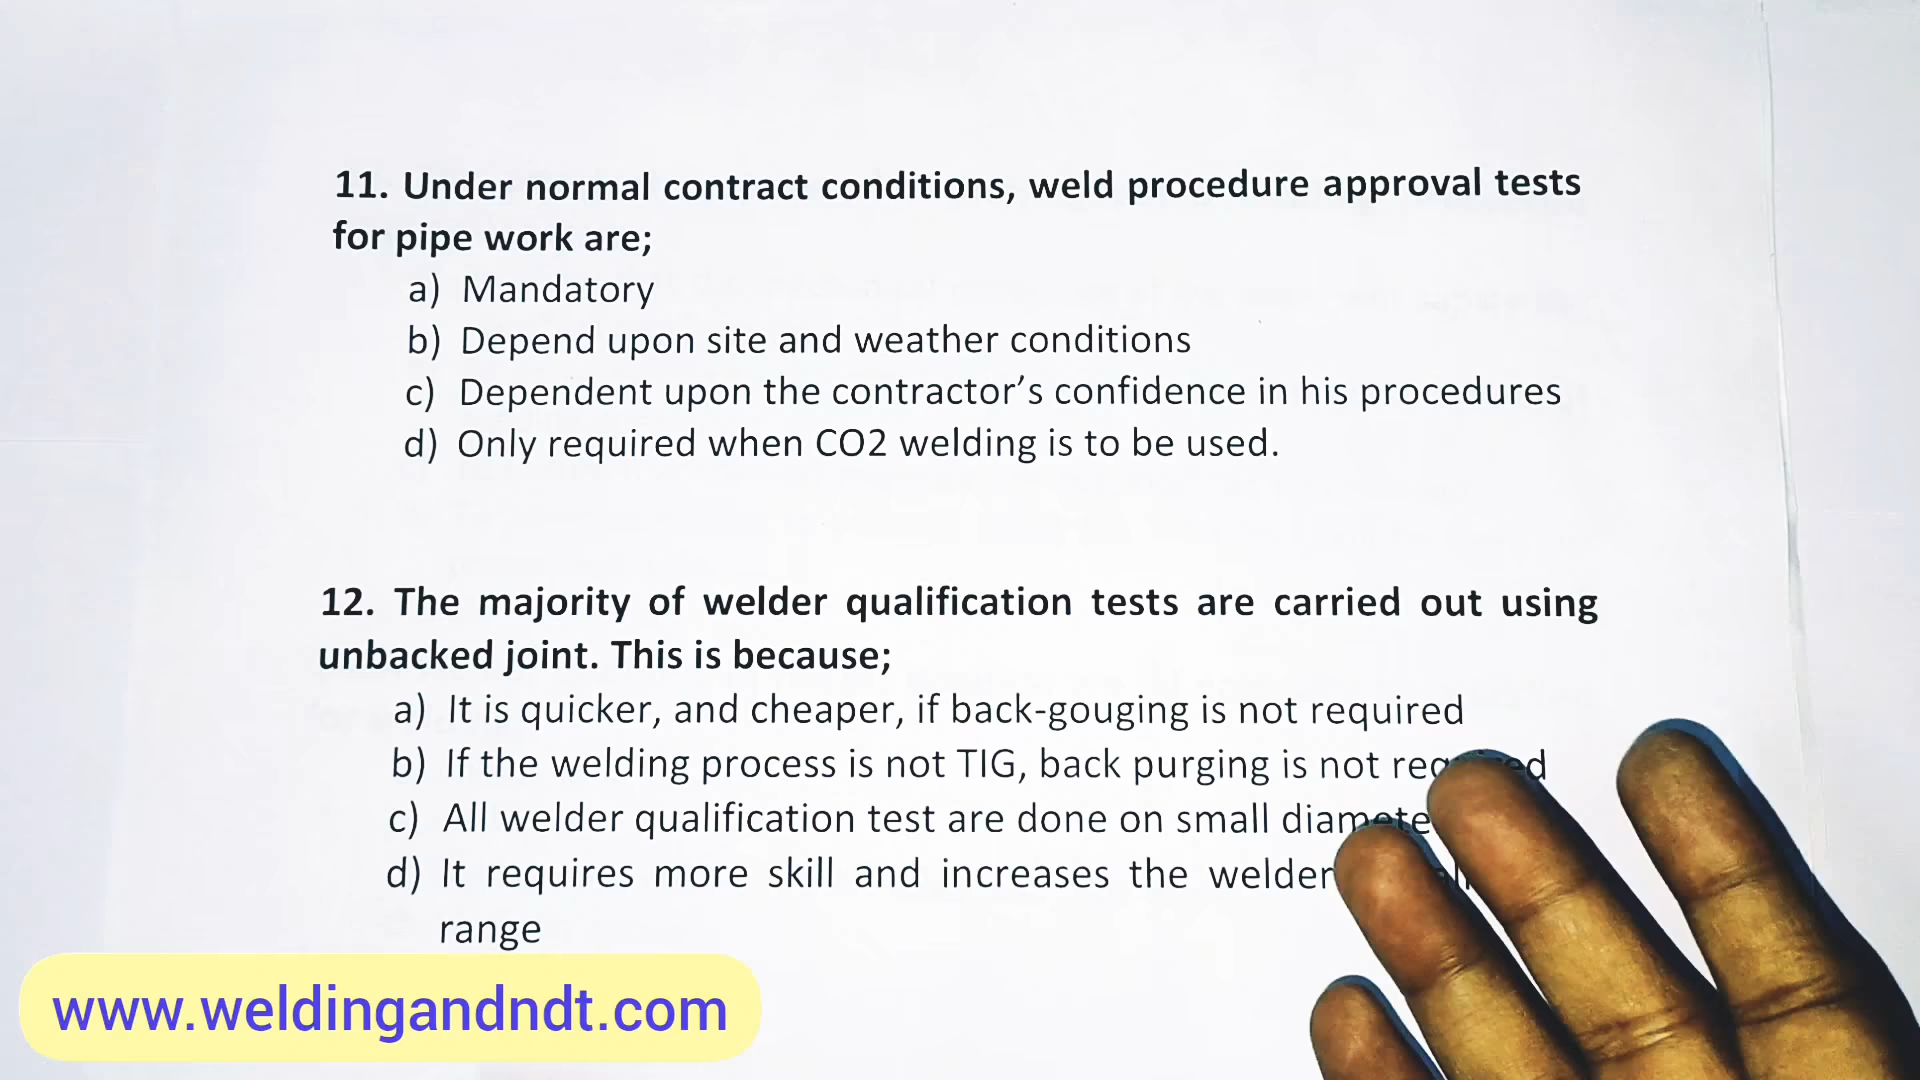 11. Under normal contract conditions, weld procedure approval tests
for pipe work are;
a) Mandatory
b) Depend upon site and weather conditions
c) Dependent upon the contractor's confidence in his procedures
d) Only required when CO2 welding is to be used.
12. The majority of welder qualification tests are carried out using
unbacked joint. This is because;
a) It is quicker, and cheaper, if back-gouging is not required
b) If the welding process is not TIG, back purging is not required
c) All welder qualification test are done on small
d) It requires more skill and increases the welder
range
www.weldingandndt.com